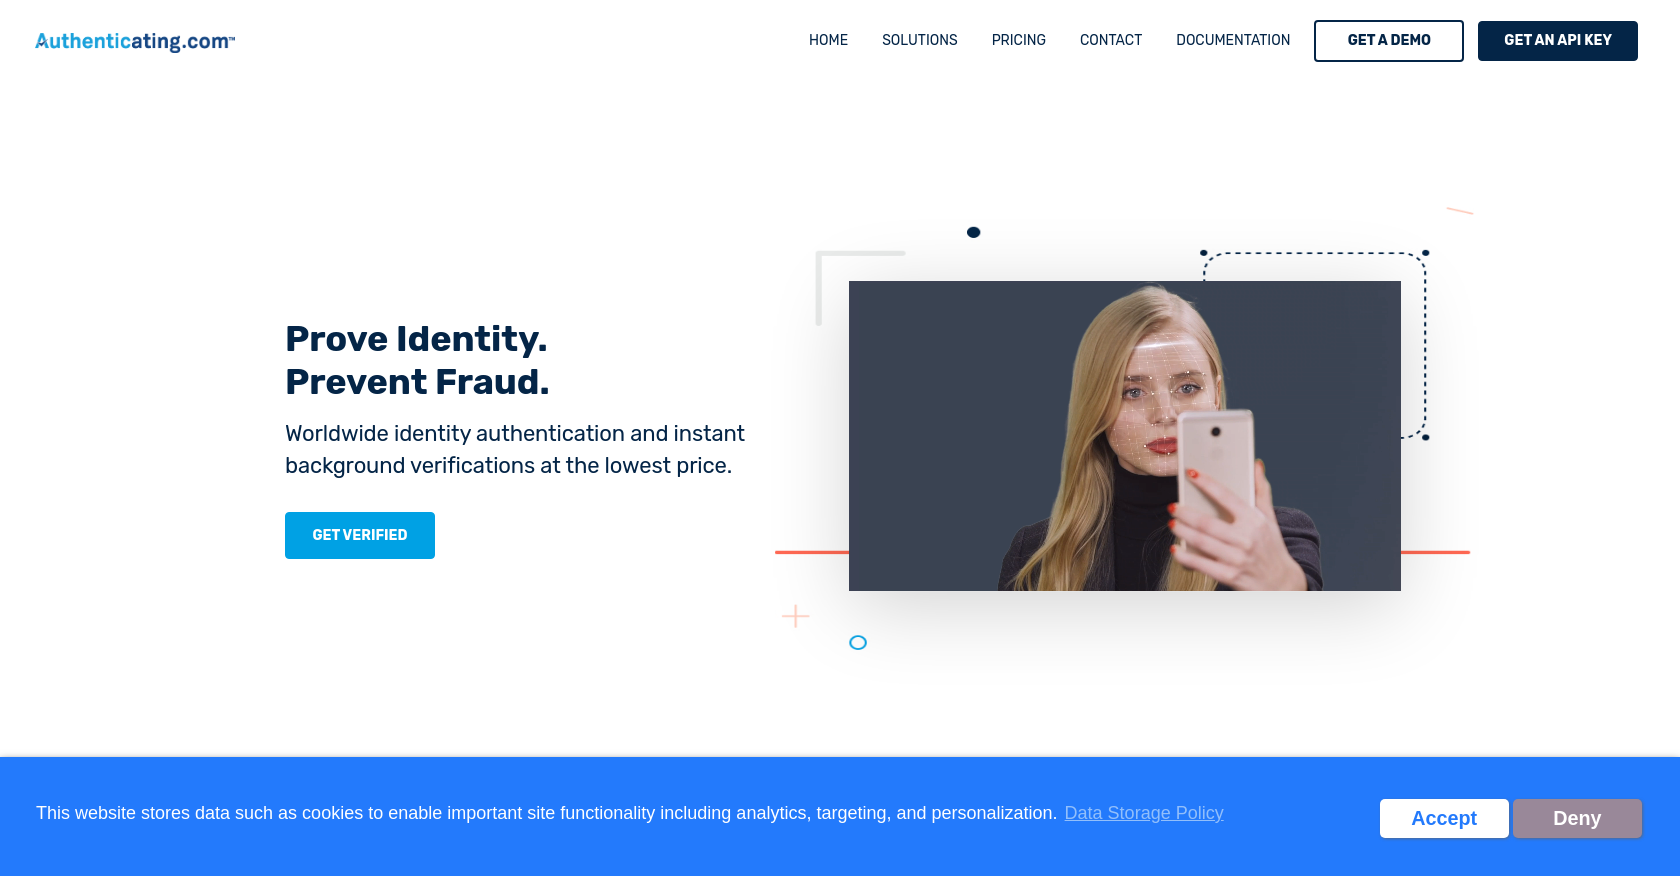 Authenticating.com™
HOME
SOLUTIONS
PRICING
CONTACT
DOCUMENTATION
GET A DEMO
GET AN API KEY
Prove Identity.
Prevent Fraud.
Worldwide identity authentication and instant
background verifications at the lowest price.
GET VERIFIED
This website stores data such as cookies to enable important site functionality including analytics, targeting, and personalization. Data Storage Policy
Accept
Deny